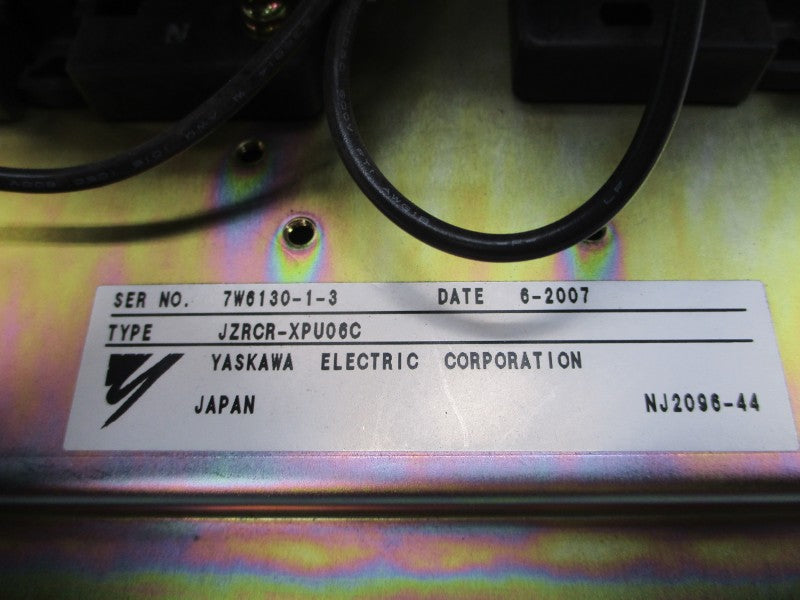 N
SER NO. 7W6130-1-3 DATE 6-2007
TYPE JZRCR-XPU06C
YASKAWA ELECTRIC CORPORATION
JAPAN NJ2096-44